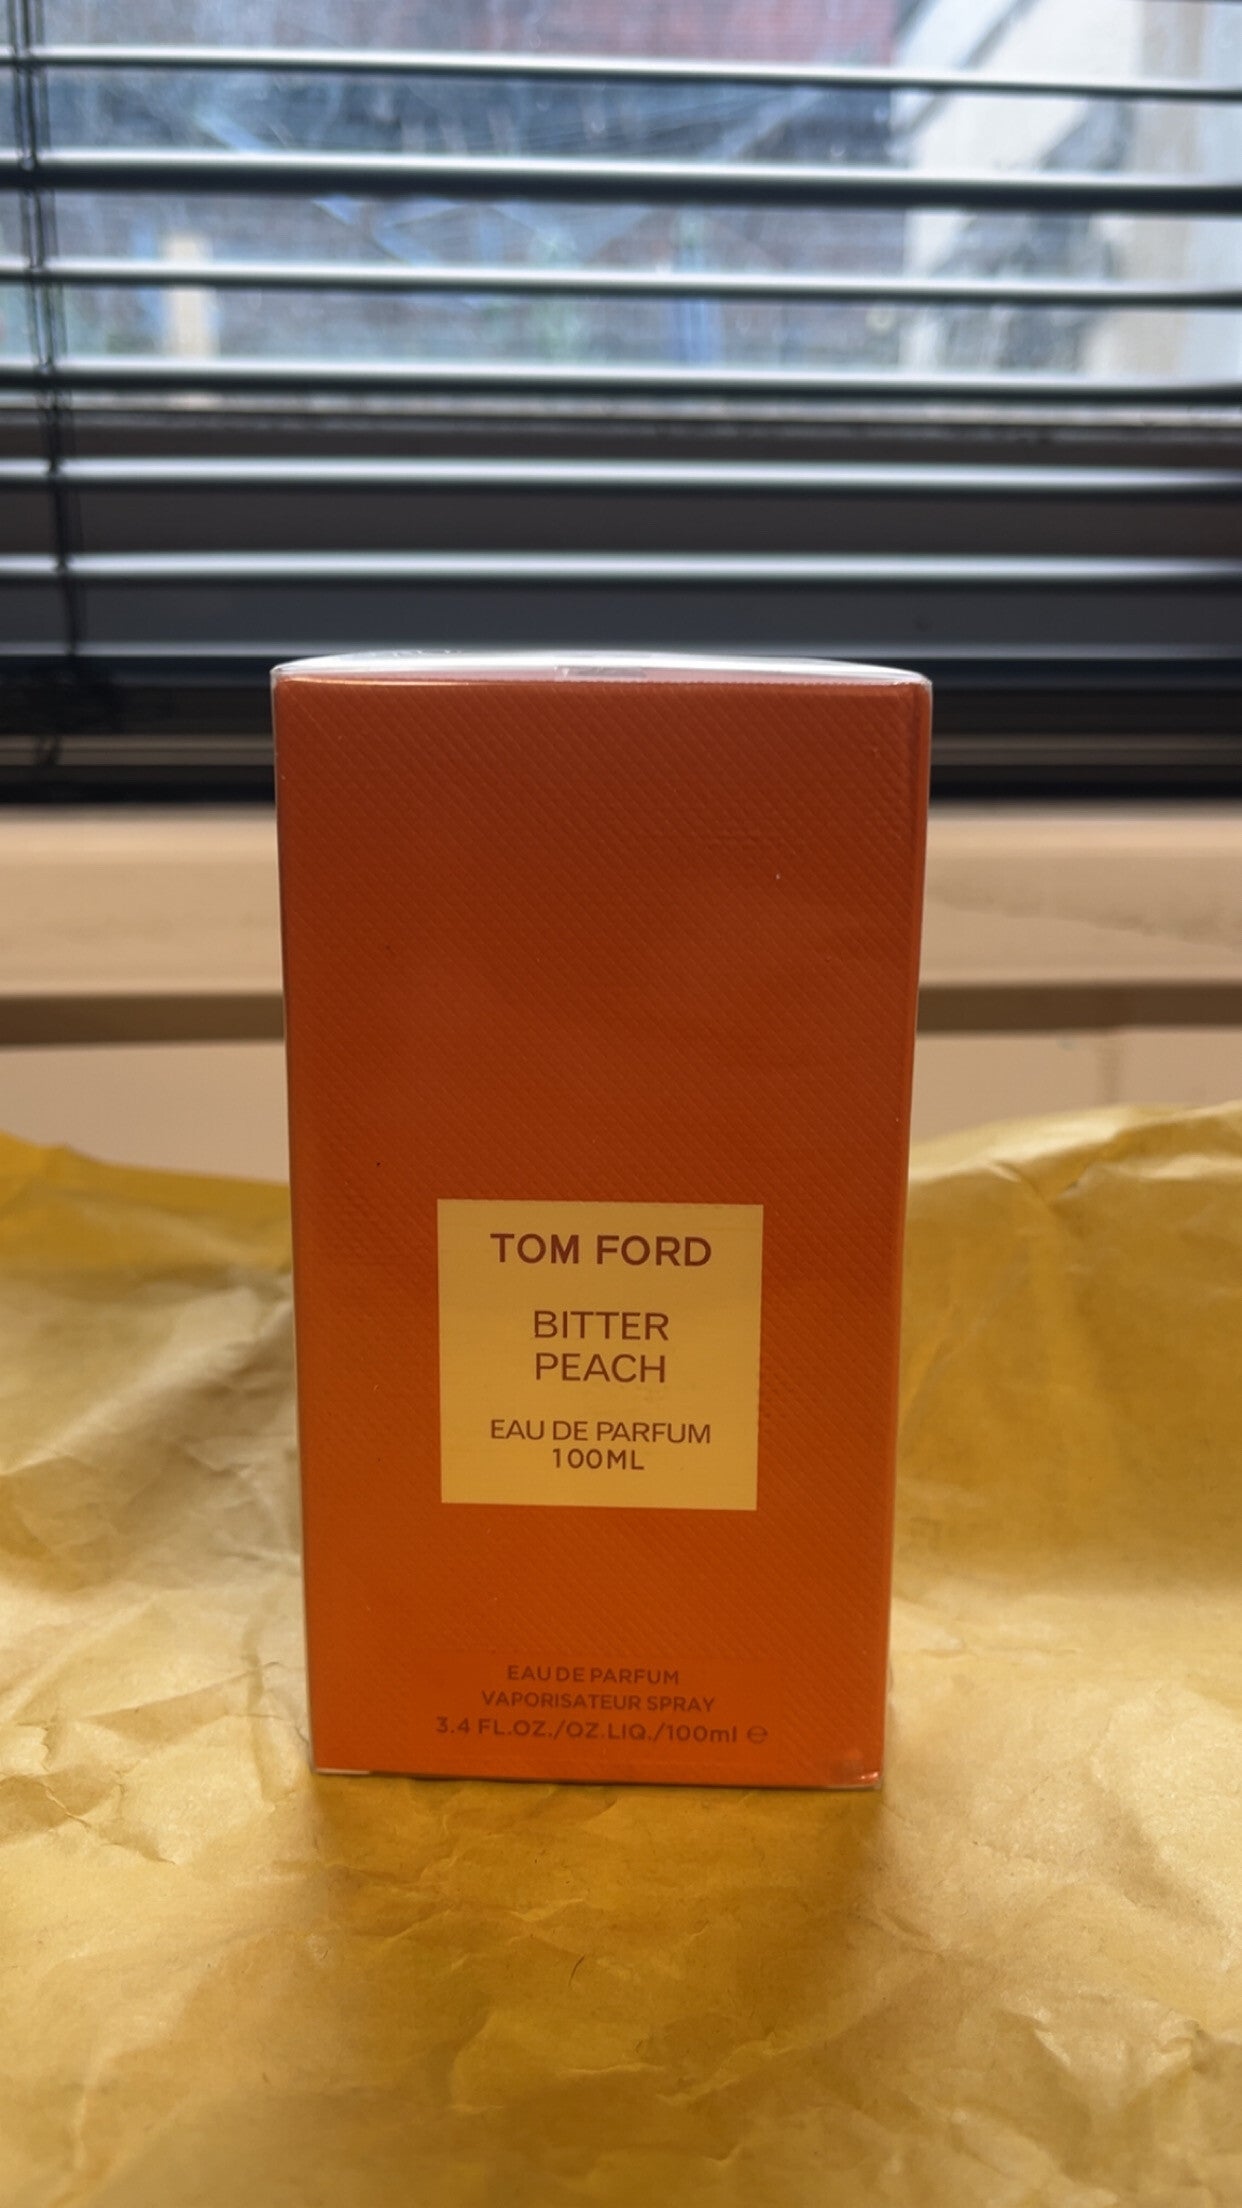 TOM FORD
BITTER
PEACH
EAU DE PARFUM
100ML
EAU DE PARFUM
VAPORISATEUR SPRAY
3.4 FL.OZ./OZ.LIQ./100ml ℮